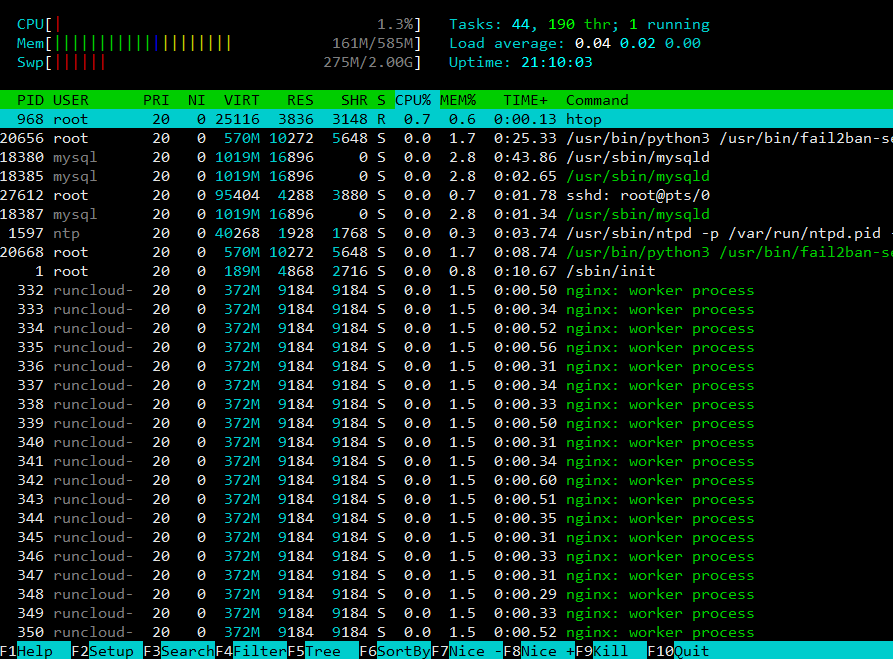 CPU[| 1.3%] Tasks: 44, 190 thr; 1 running
Mem[|||||||||||||||||||| 161M/585M] Load average: 0.04 0.02 0.00
Swp[|||||| 275M/2.00G] Uptime: 21:10:03
PID USER PRI NI VIRT RES SHR S CPU% MEM% TIME+ Command
968 root 20 0 25116 3836 3148 R 0.7 0.6 0:00.13 htop
20656 root 20 0 570M 10272 5648 S 0.0 1.7 0:25.33 /usr/bin/python3 /usr/bin/fail2ban-se
18380 mysql 20 0 1019M 16896 0 S 0.0 2.8 0:43.86 /usr/sbin/mysqld
18385 mysql 20 0 1019M 16896 0 S 0.0 2.8 0:02.65 /usr/sbin/mysqld
27612 root 20 0 95404 4288 3880 S 0.0 0.7 0:01.78 sshd: root@pts/0
18387 mysql 20 0 1019M 16896 0 S 0.0 2.8 0:01.34 /usr/sbin/mysqld
1597 ntp 20 0 40268 1928 1768 S 0.0 0.3 0:03.74 /usr/sbin/ntpd -p /var/run/ntpd.pid -
20668 root 20 0 570M 10272 5648 S 0.0 1.7 0:08.74 /usr/bin/python3 /usr/bin/fail2ban-se
1 root 20 0 189M 4868 2716 S 0.0 0.8 0:10.67 /sbin/init
332 runcloud- 20 0 372M 9184 9184 S 0.0 1.5 0:00.50 nginx: worker process
333 runcloud- 20 0 372M 9184 9184 S 0.0 1.5 0:00.34 nginx: worker process
334 runcloud- 20 0 372M 9184 9184 S 0.0 1.5 0:00.52 nginx: worker process
335 runcloud- 20 0 372M 9184 9184 S 0.0 1.5 0:00.56 nginx: worker process
336 runcloud- 20 0 372M 9184 9184 S 0.0 1.5 0:00.31 nginx: worker process
337 runcloud- 20 0 372M 9184 9184 S 0.0 1.5 0:00.34 nginx: worker process
338 runcloud- 20 0 372M 9184 9184 S 0.0 1.5 0:00.33 nginx: worker process
339 runcloud- 20 0 372M 9184 9184 S 0.0 1.5 0:00.50 nginx: worker process
340 runcloud- 20 0 372M 9184 9184 S 0.0 1.5 0:00.31 nginx: worker process
341 runcloud- 20 0 372M 9184 9184 S 0.0 1.5 0:00.34 nginx: worker process
342 runcloud- 20 0 372M 9184 9184 S 0.0 1.5 0:00.60 nginx: worker process
343 runcloud- 20 0 372M 9184 9184 S 0.0 1.5 0:00.51 nginx: worker process
344 runcloud- 20 0 372M 9184 9184 S 0.0 1.5 0:00.35 nginx: worker process
345 runcloud- 20 0 372M 9184 9184 S 0.0 1.5 0:00.31 nginx: worker process
346 runcloud- 20 0 372M 9184 9184 S 0.0 1.5 0:00.33 nginx: worker process
347 runcloud- 20 0 372M 9184 9184 S 0.0 1.5 0:00.31 nginx: worker process
348 runcloud- 20 0 372M 9184 9184 S 0.0 1.5 0:00.29 nginx: worker process
349 runcloud- 20 0 372M 9184 9184 S 0.0 1.5 0:00.33 nginx: worker process
350 runcloud- 20 0 372M 9184 9184 S 0.0 1.5 0:00.52 nginx: worker process
F1Help F2Setup F3SearchF4FilterF5Tree F6SortByF7Nice -F8Nice +F9Kill F10Quit